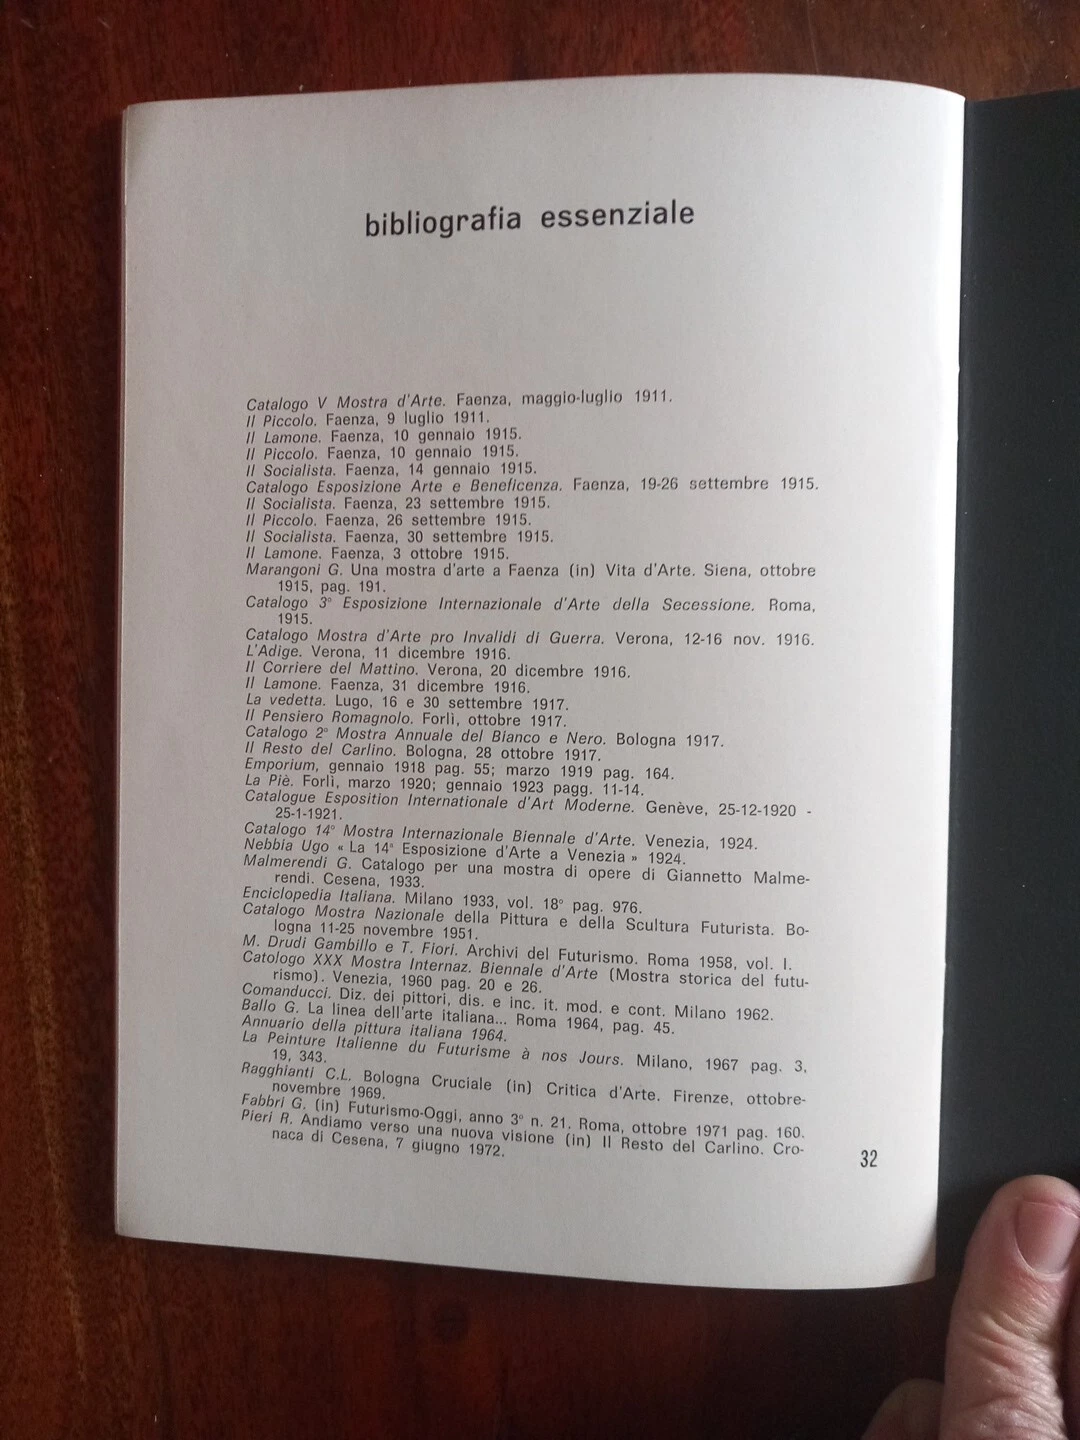 bibliografia essenziale
Catalogo V Mostra d'Arte. Faenza, maggio-luglio 1911.
Il Piccolo. Faenza, 9 luglio 1911.
Il Lamone. Faenza, 10 gennaio 1915.
Il Piccolo. Faenza, 10 gennaio 1915.
Il Socialista. Faenza, 14 gennaio 1915.
Catalogo Esposizione Arte e Beneficenza. Faenza, 19-26 settembre 1915.
Il Socialista. Faenza, 23 settembre 1915.
Il Piccolo. Faenza, 26 settembre 1915.
Il Socialista. Faenza, 30 settembre 1915.
Il Lamone. Faenza, 3 ottobre 1915.
Marangoni G. Una mostra d'arte a Faenza (in) Vita d'Arte. Siena, ottobre
1915, pag. 191.
Catalogo 3° Esposizione Internazionale d'Arte della Secessione. Roma,
1915.
Catalogo Mostra d'Arte pro Invalidi di Guerra. Verona, 12-16 nov. 1916.
L'Adige. Verona, 11 dicembre 1916.
Il Corriere del Mattino. Verona, 20 dicembre 1916.
Il Lamone. Faenza, 31 dicembre 1916.
La vedetta. Lugo, 16 e 30 settembre 1917.
Il Pensiero Romagnolo. Forlì, ottobre 1917.
Catalogo 2° Mostra Annuale del Bianco e Nero. Bologna 1917.
Il Resto del Carlino. Bologna, 28 ottobre 1917.
Emporium, gennaio 1918 pag. 55; marzo 1919 pag. 164.
La Piè. Forlì, marzo 1920; gennaio 1923 pagg. 11-14.
Catalogue Esposition Internationale d'Art Moderne. Genève, 25-12-1920 -
25-1-1921.
Catalogo 14° Mostra Internazionale Biennale d'Arte. Venezia, 1924.
Nebbia Ugo « La 14ª Esposizione d'Arte a Venezia » 1924.
Malmerendi G. Catalogo per una mostra di opere di Giannetto Malme-
rendi. Cesena, 1933.
Enciclopedia Italiana. Milano 1933, vol. 18° pag. 976.
Catalogo Mostra Nazionale della Pittura e della Scultura Futurista. Bo-
logna 11-25 novembre 1951.
M. Drudi Gambillo e T. Fiori. Archivi del Futurismo. Roma 1958, vol. I.
Catologo XXX Mostra Internaz. Biennale d'Arte (Mostra storica del futu-
rismo). Venezia, 1960 pag. 20 e 26.
Comanducci. Diz. dei pittori, dis. e inc. it. mod. e cont. Milano 1962.
Ballo G. La linea dell'arte italiana... Roma 1964, pag. 45.
Annuario della pittura italiana 1964.
La Peinture Italienne du Futurisme à nos Jours. Milano, 1967 pag. 3,
19, 343.
Ragghianti C.L. Bologna Cruciale (in) Critica d'Arte. Firenze, ottobre-
novembre 1969.
Fabbri G. (in) Futurismo-Oggi, anno 3° n. 21. Roma, ottobre 1971 pag. 160.
Pieri R. Andiamo verso una nuova visione (in) Il Resto del Carlino. Cro-
naca di Cesena, 7 giugno 1972.
32